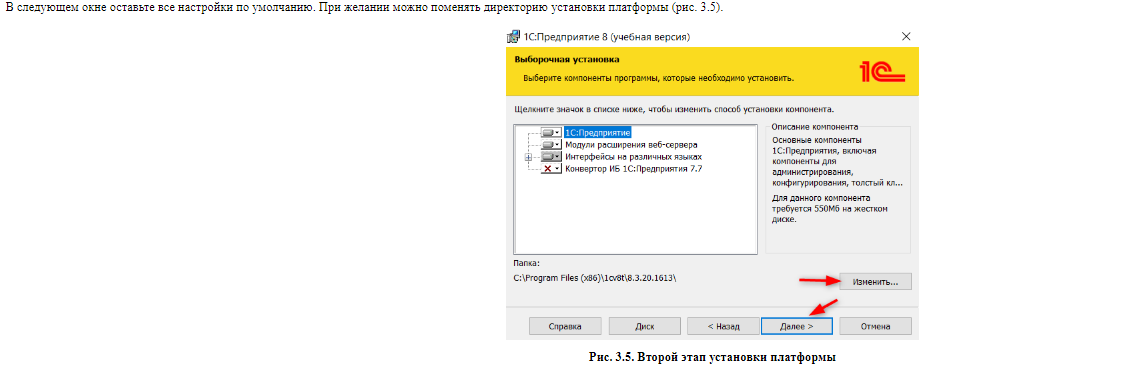 В следующем окне оставьте все настройки по умолчанию. При желании можно поменять директорию установки платформы (рис. 3.5).
1С:Предприятие 8 (учебная версия)
Выборочная установка
Выберите компоненты программы, которые необходимо установить.
1С
Щелкните значок в списке ниже, чтобы изменить способ установки компонента.
1С:Предприятие
Модули расширения веб-сервера
Интерфейсы на различных языках
Конвертор ИБ 1С:Предприятия 7.7
Описание компонента
Основные компоненты
1С:Предприятия, включая
компоненты для
администрирования,
конфигурирования, толстый кл...
Для данного компонента
требуется 550Мб на жестком
диске.
Папка:
C:\Program Files (x86)\1cv8t\8.3.20.1613\
Изменить...
Справка
Диск
< Назад
Далее >
Отмена
Рис. 3.5. Второй этап установки платформы